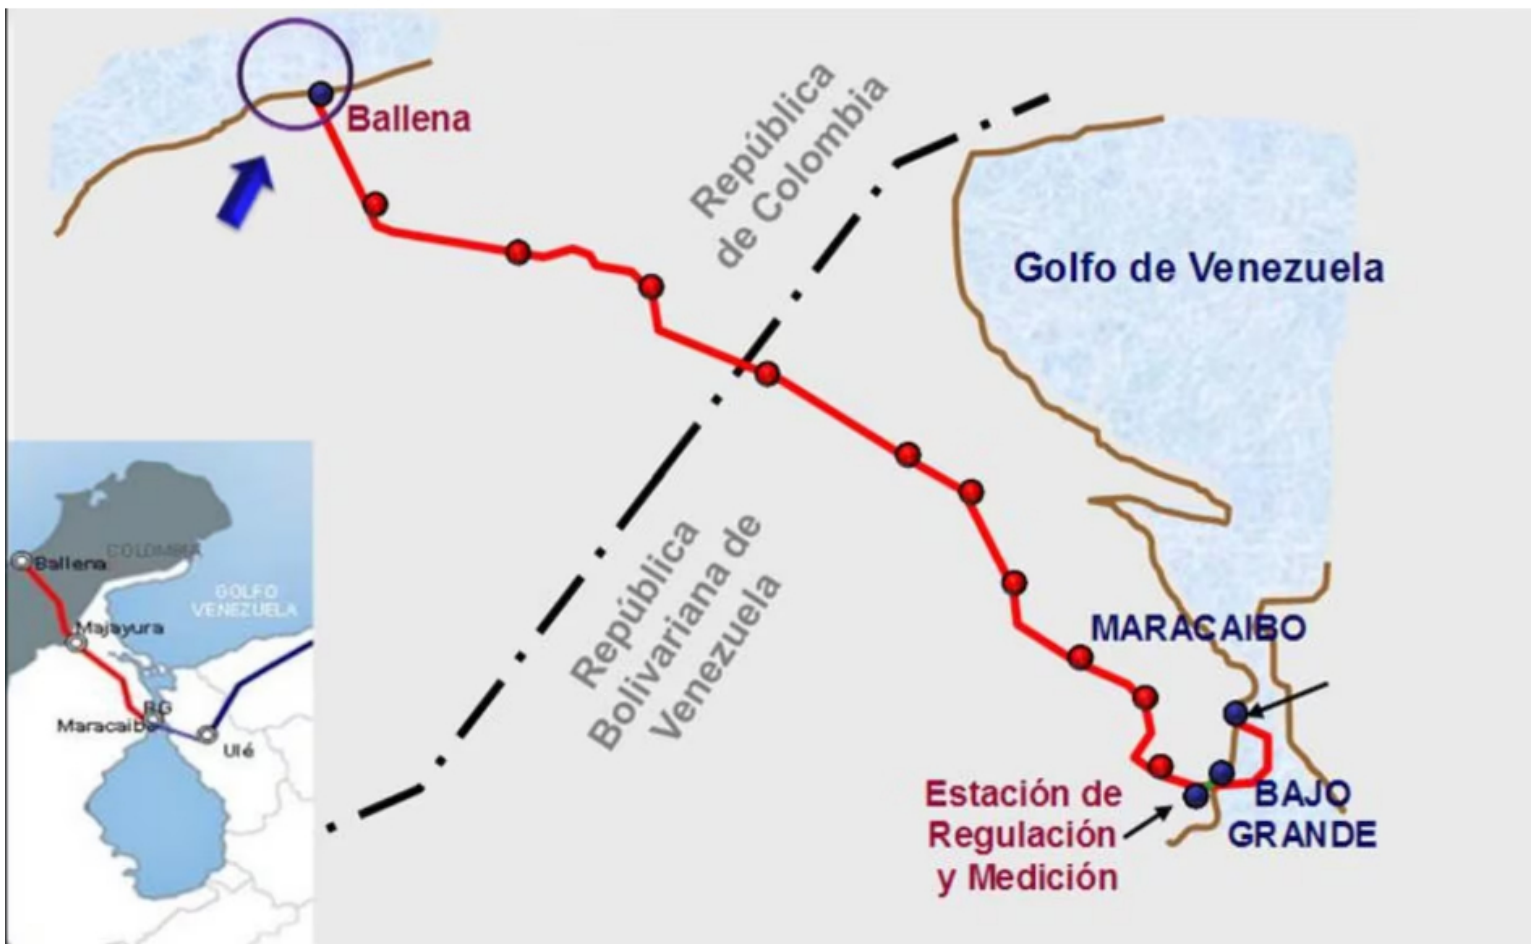 Ballena
República
de Colombia
Golfo de Venezuela
República
Bolivariana de
Venezuela
MARACAIBO
Estación de
Regulación
y Medición
BAJO
GRANDE
COLOMBIA
Ballena
GOLFO
VENEZUELA
Majayura
BG
Maracaibo
Ulé